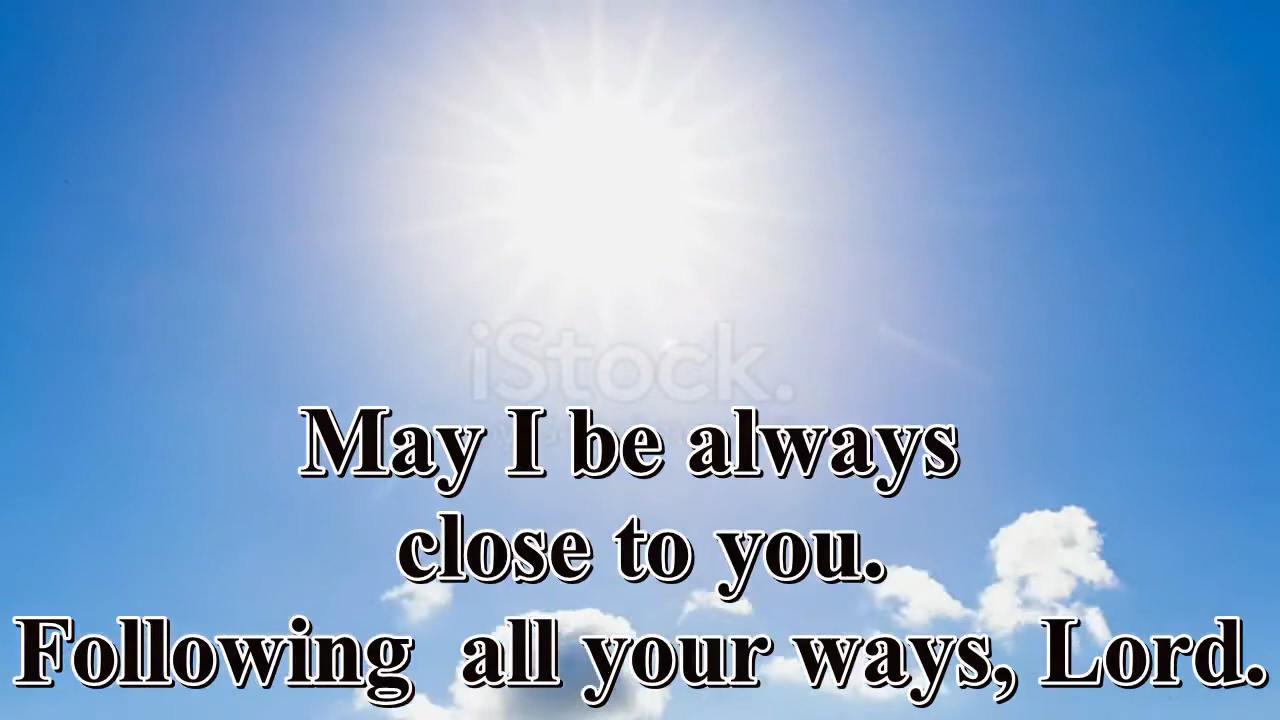 iStock.
May I be always
close to you.
Following  all your ways, Lord.